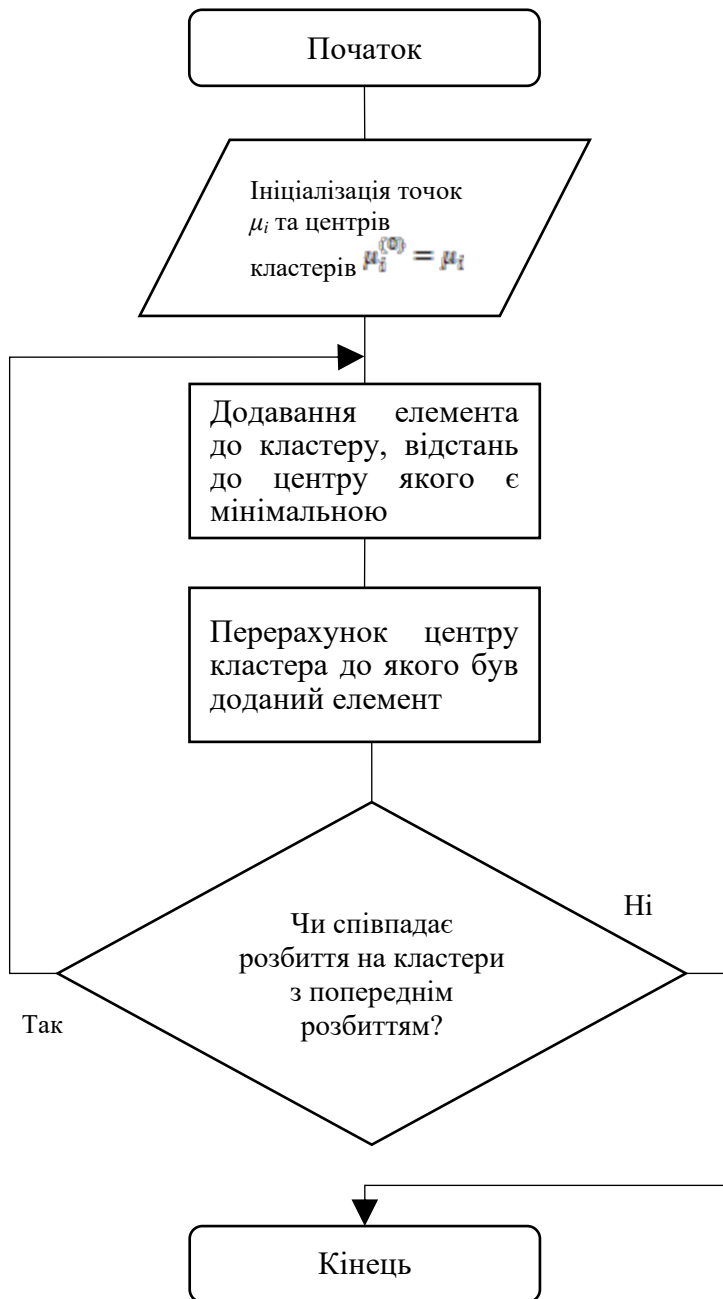 Початок
Ініціалізація точок
μᵢ та центрів
кластерів μᵢ⁽⁰⁾ = μᵢ
Додавання елемента
до кластеру, відстань
до центру якого є
мінімальною
Перерахунок центру
кластера до якого був
доданий елемент
Ні
Чи співпадає
розбиття на кластери
з попереднім
розбиттям?
Так
Кінець